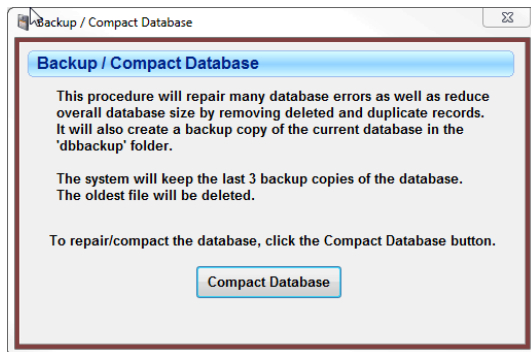 Backup / Compact Database
Backup / Compact Database
This procedure will repair many database errors as well as reduce
overall database size by removing deleted and duplicate records.
It will also create a backup copy of the current database in the
'dbbackup' folder.
The system will keep the last 3 backup copies of the database.
The oldest file will be deleted.
To repair/compact the database, click the Compact Database button.
Compact Database